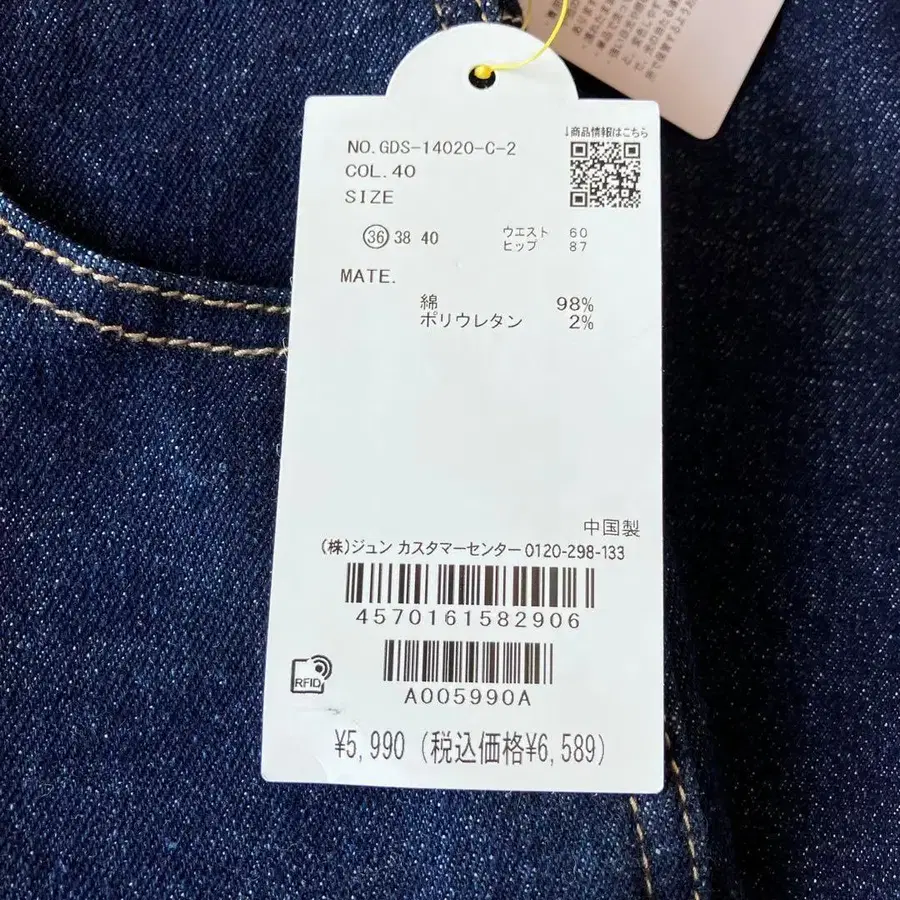 ↓商品情報はこちら
NO.GDS-14020-C-2
COL.40
SIZE
36 38 40
ウエスト 60
ヒップ 87
MATE.
綿 98%
ポリウレタン 2%
中国製
(株)ジュン カスタマーセンター 0120-298-133
4570161582906
RFID
A005990A
¥5,990 (税込価格¥6,589)